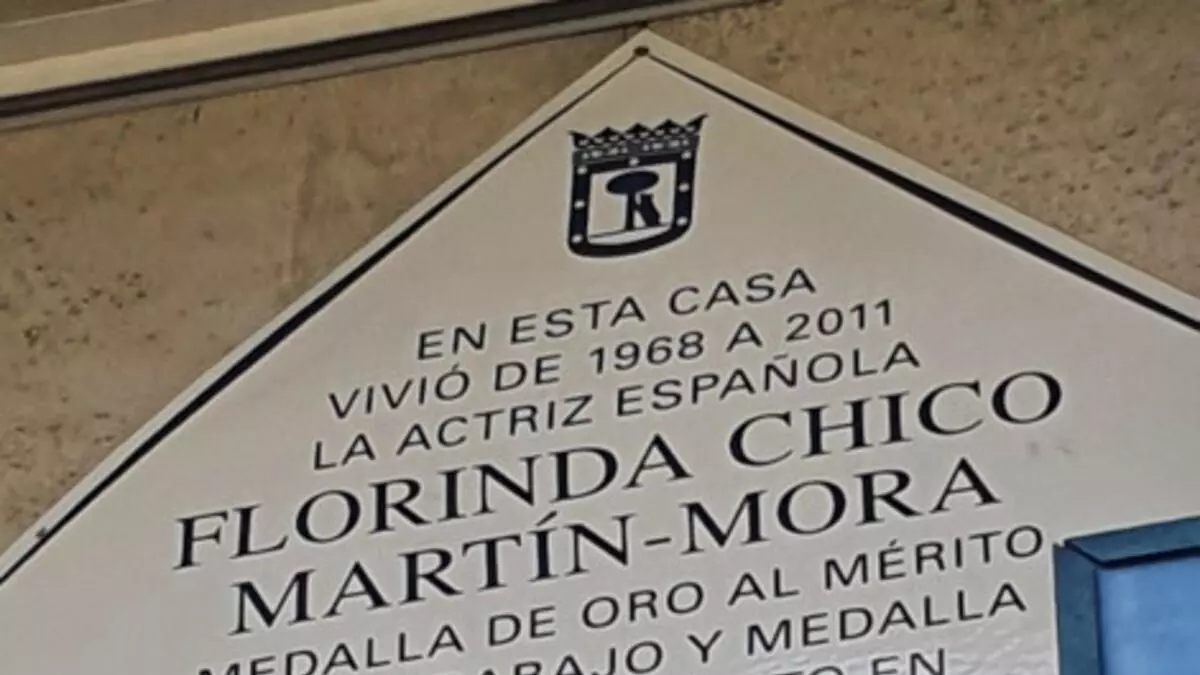 EN ESTA CASA
VIVIÓ DE 1968 A 2011
LA ACTRIZ ESPAÑOLA
FLORINDA CHICO
MARTÍN-MORA
MEDALLA DE ORO AL MÉRITO
Y MEDALLA
EN